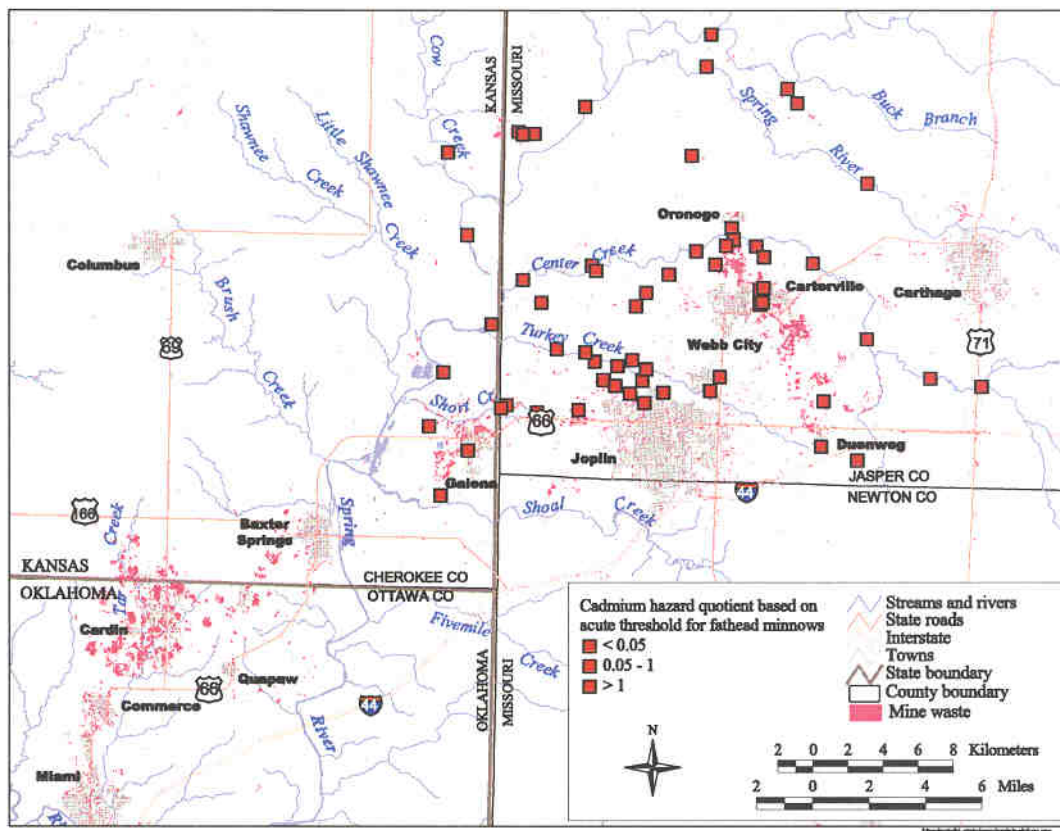 Cow
Creek
KANSAS
MISSOURI
Spring
River
Buck
Branch
Shawnee
Creek
Little
Shawnee
Creek
Oronogo
Columbus
Center Creek
Carterville
Carthage
Brush
Creek
69
71
Turkey Creek
Webb City
Short Cr
66
Joplin
Duenweg
Galena
JASPER CO
NEWTON CO
44
166
Creek
Baxter
Springs
Spring
Shoal
Creek
KANSAS
OKLAHOMA
CHEROKEE CO
OTTAWA CO
Tar
Cardin
Fivemile
Creek
Quapaw
66
Commerce
44
River
OKLAHOMA
MISSOURI
Miami
Cadmium hazard quotient based on
acute threshold for fathead minnows
< 0.05
0.05 - 1
> 1
Streams and rivers
State roads
Interstate
Towns
State boundary
County boundary
Mine waste
N
2 0 2 4 6 8 Kilometers
2 0 2 4 6 Miles